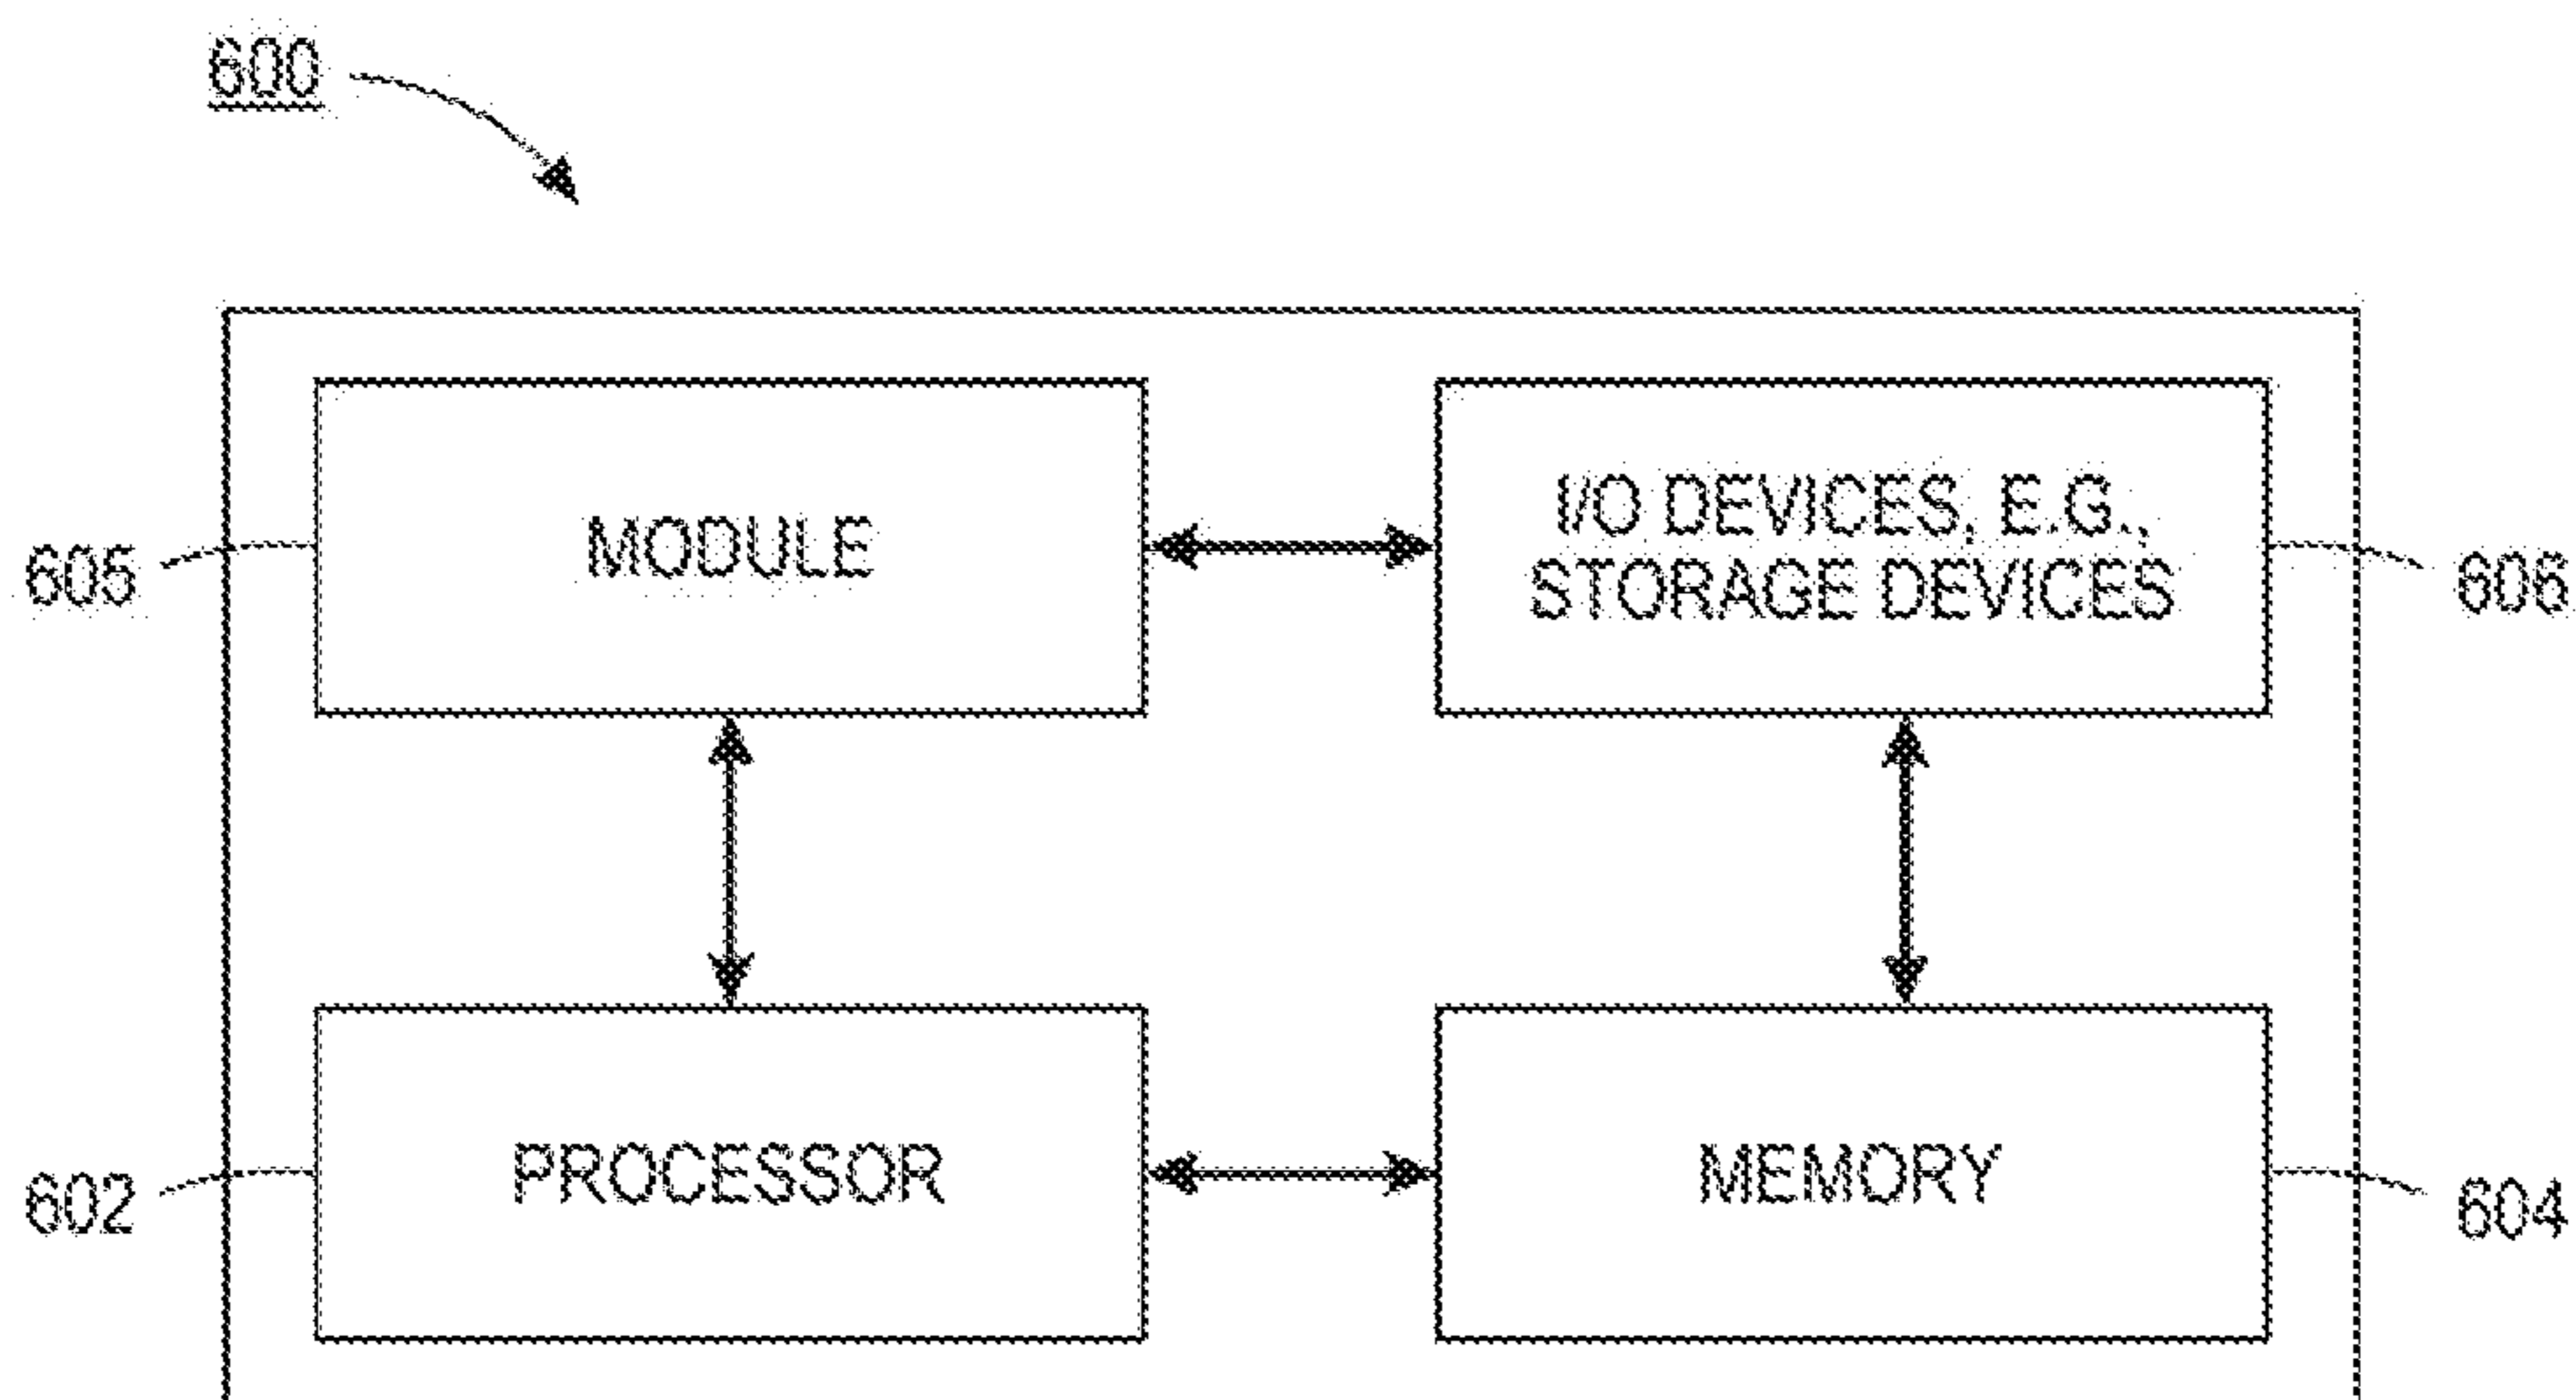 600
MODULE
I/O DEVICES, E.G.,
STORAGE DEVICES
605
606
PROCESSOR
MEMORY
602
604